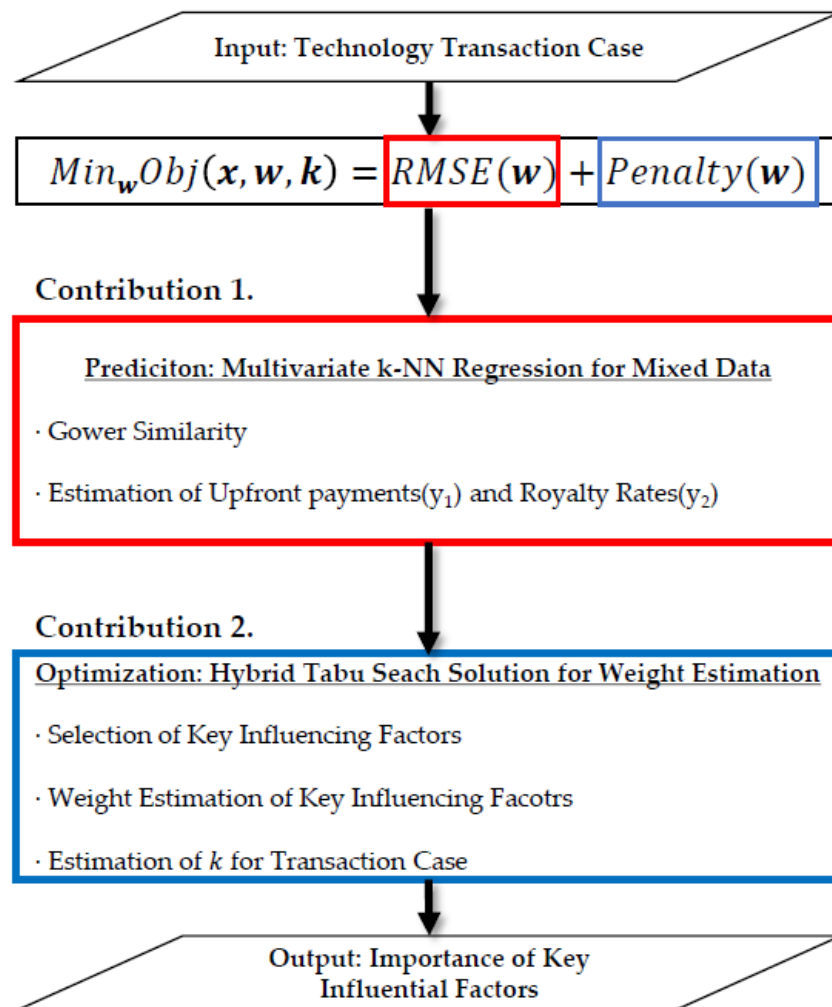 Input: Technology Transaction Case
Min_w Obj(x, w, k) = RMSE(w) + Penalty(w)
Contribution 1.
Prediciton: Multivariate k-NN Regression for Mixed Data
· Gower Similarity
· Estimation of Upfront payments(y₁) and Royalty Rates(y₂)
Contribution 2.
Optimization: Hybrid Tabu Seach Solution for Weight Estimation
· Selection of Key Influencing Factors
· Weight Estimation of Key Influencing Facotrs
· Estimation of k for Transaction Case
Output: Importance of Key
Influential Factors